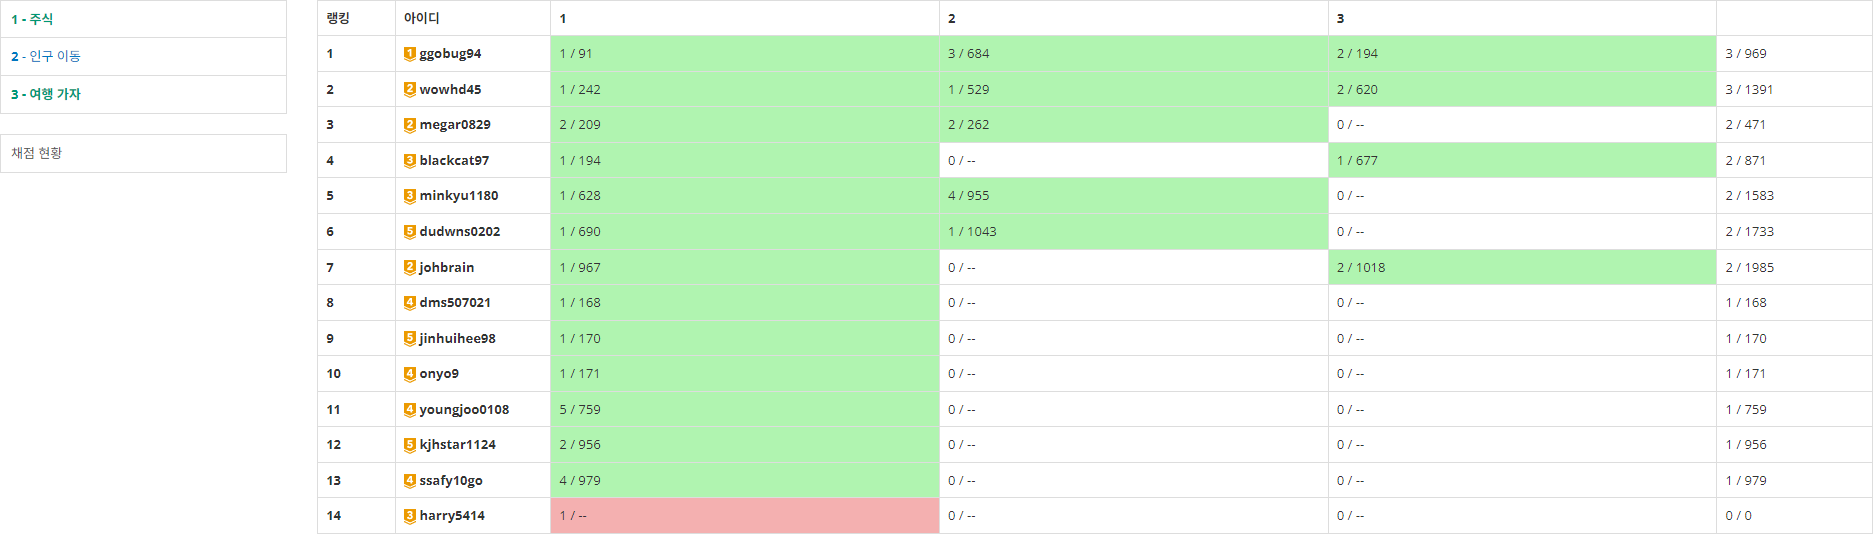 1 - 주식
2 - 인구 이동
3 - 여행 가자
채점 현황
랭킹 아이디 1 2 3
1 1 ggobug94 1 / 91 3 / 684 2 / 194 3 / 969
2 2 wowhd45 1 / 242 1 / 529 2 / 620 3 / 1391
3 2 megar0829 2 / 209 2 / 262 0 / -- 2 / 471
4 3 blackcat97 1 / 194 0 / -- 1 / 677 2 / 871
5 3 minkyu1180 1 / 628 4 / 955 0 / -- 2 / 1583
6 5 dudwns0202 1 / 690 1 / 1043 0 / -- 2 / 1733
7 2 johbrain 1 / 967 0 / -- 2 / 1018 2 / 1985
8 4 dms507021 1 / 168 0 / -- 0 / -- 1 / 168
9 5 jinhuihee98 1 / 170 0 / -- 0 / -- 1 / 170
10 4 onyo9 1 / 171 0 / -- 0 / -- 1 / 171
11 4 youngjoo0108 5 / 759 0 / -- 0 / -- 1 / 759
12 5 kjhstar1124 2 / 956 0 / -- 0 / -- 1 / 956
13 4 ssafy10go 4 / 979 0 / -- 0 / -- 1 / 979
14 3 harry5414 1 / -- 0 / -- 0 / -- 0 / 0